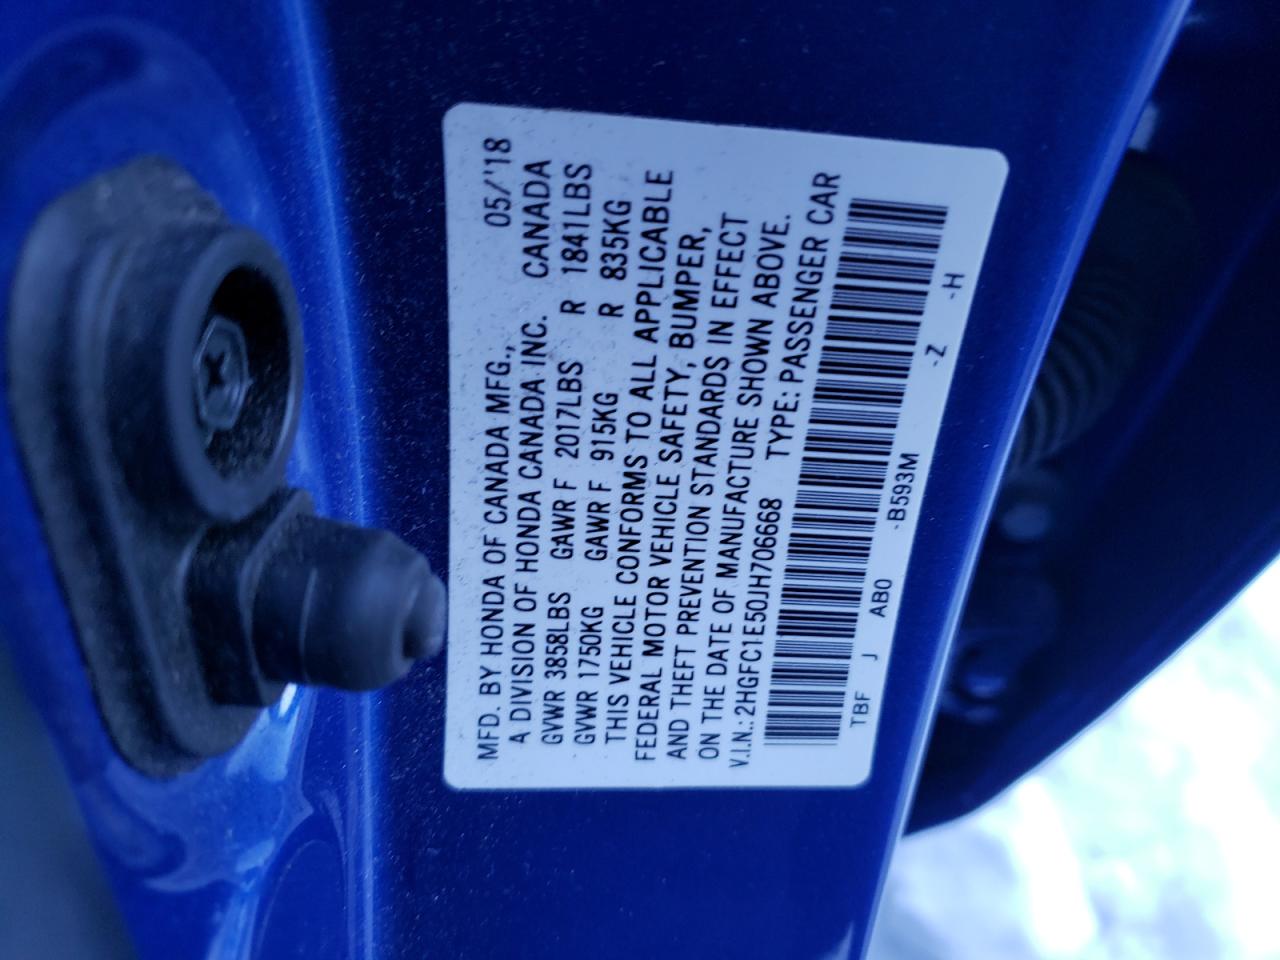 MFD. BY HONDA OF CANADA MFG., 05/'18
A DIVISION OF HONDA CANADA INC. CANADA
GVWR 3858LBS GAWR F 2017LBS R 1841LBS
GVWR 1750KG GAWR F 915KG R 835KG
THIS VEHICLE CONFORMS TO ALL APPLICABLE
FEDERAL MOTOR VEHICLE SAFETY, BUMPER,
AND THEFT PREVENTION STANDARDS IN EFFECT
ON THE DATE OF MANUFACTURE SHOWN ABOVE.
V.I.N.: 2HGFC1E50JH706668 TYPE: PASSENGER CAR
TBF J AB0 -B593M -Z -H